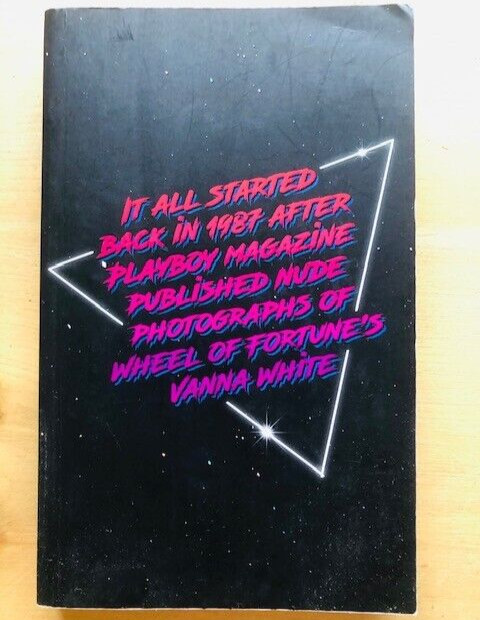 IT ALL STARTED
BACK IN 1987 AFTER
PLAYBOY MAGAZINE
PUBLISHED NUDE
PHOTOGRAPHS OF
WHEEL OF FORTUNE'S
VANNA WHITE